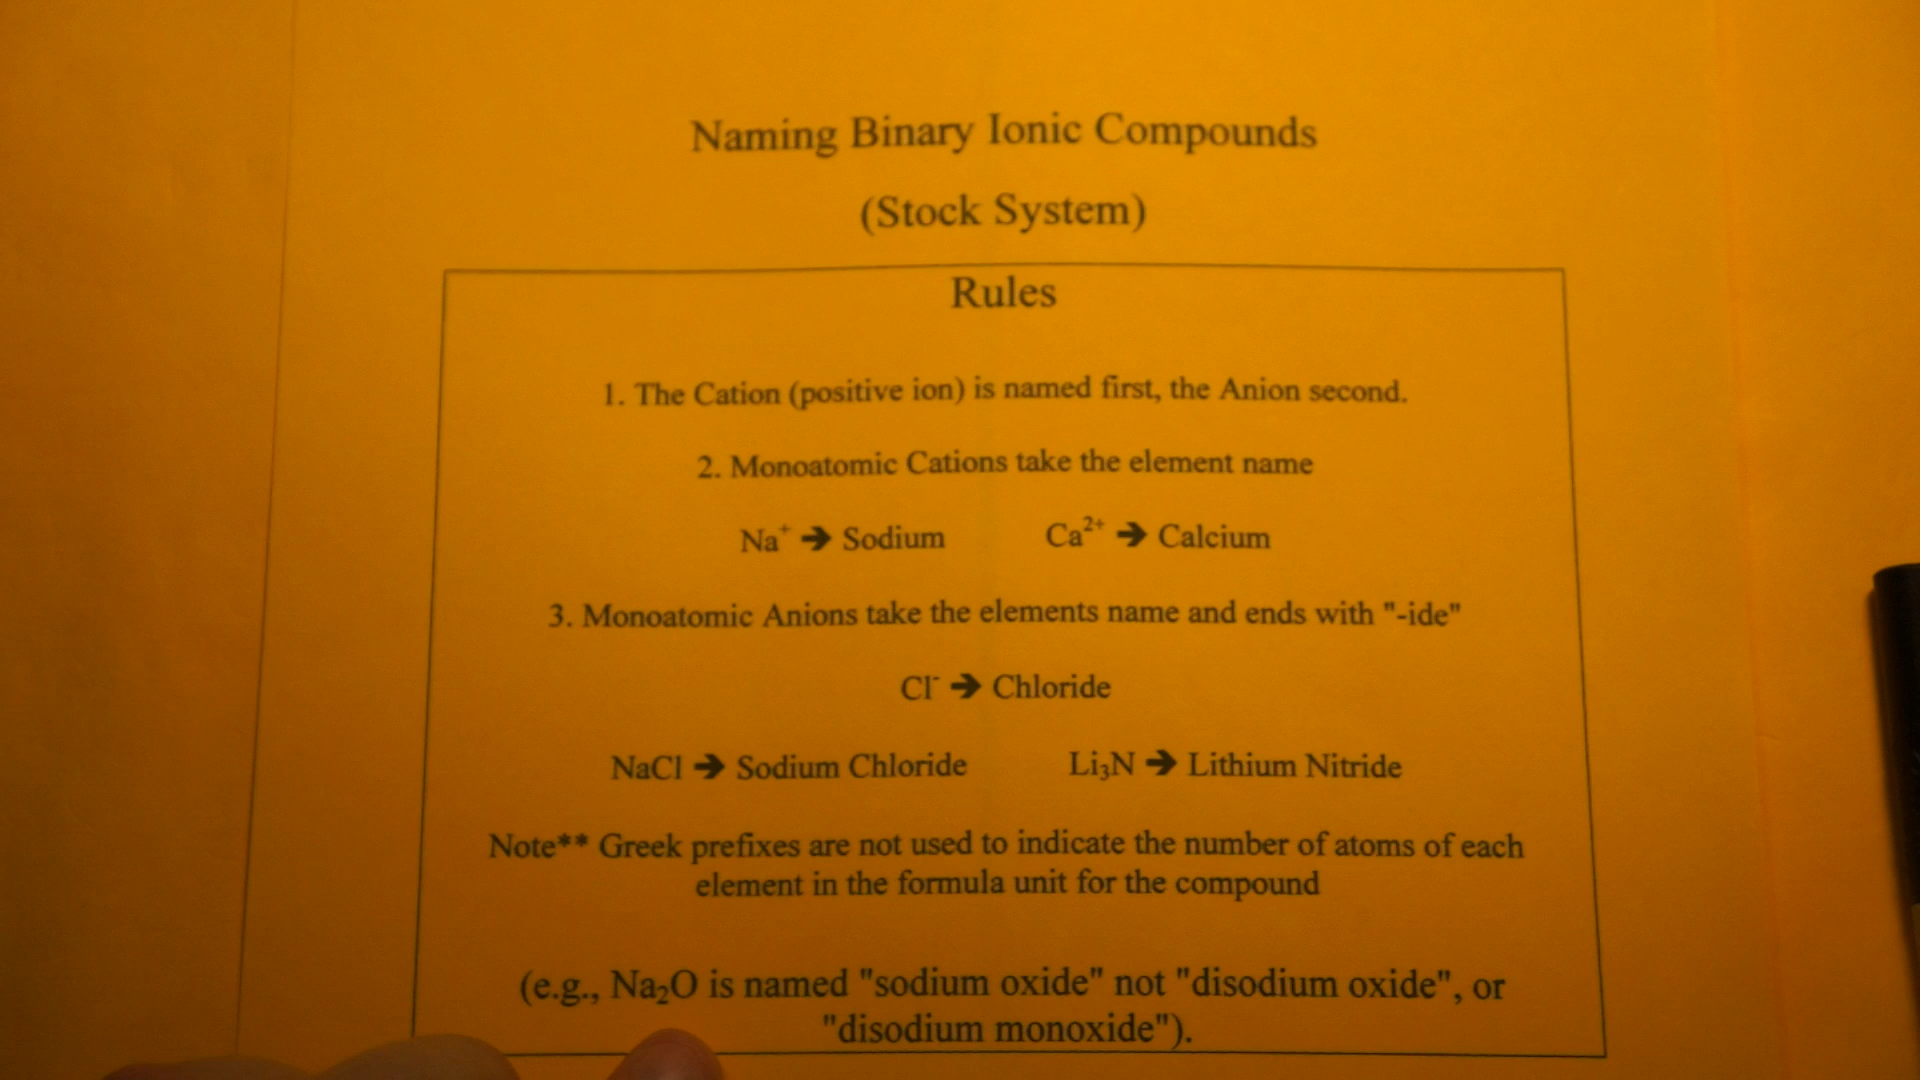 Naming Binary Ionic Compounds
(Stock System)
Rules
1. The Cation (positive ion) is named first, the Anion second.
2. Monoatomic Cations take the element name
Na⁺ ➔ Sodium Ca²⁺ ➔ Calcium
3. Monoatomic Anions take the elements name and ends with "-ide"
Cl⁻ ➔ Chloride
NaCl ➔ Sodium Chloride Li₃N ➔ Lithium Nitride
Note** Greek prefixes are not used to indicate the number of atoms of each
element in the formula unit for the compound
(e.g., Na₂O is named "sodium oxide" not "disodium oxide", or
"disodium monoxide").